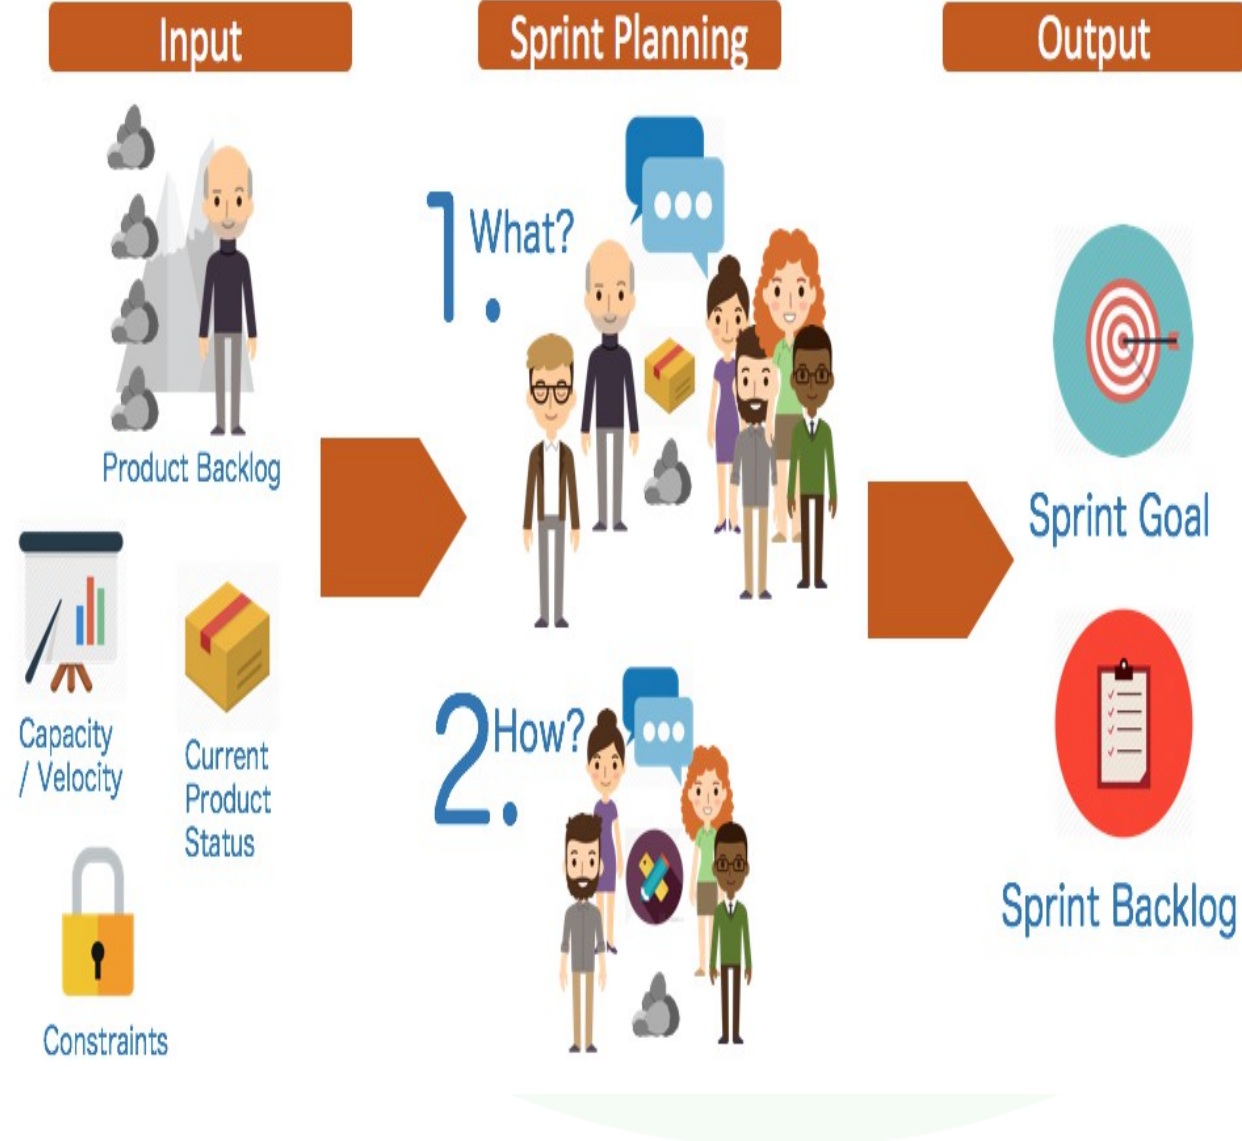 Input
Sprint Planning
Output
1. What?
Product Backlog
Capacity
/ Velocity
Current
Product
Status
Constraints
2. How?
Sprint Goal
Sprint Backlog